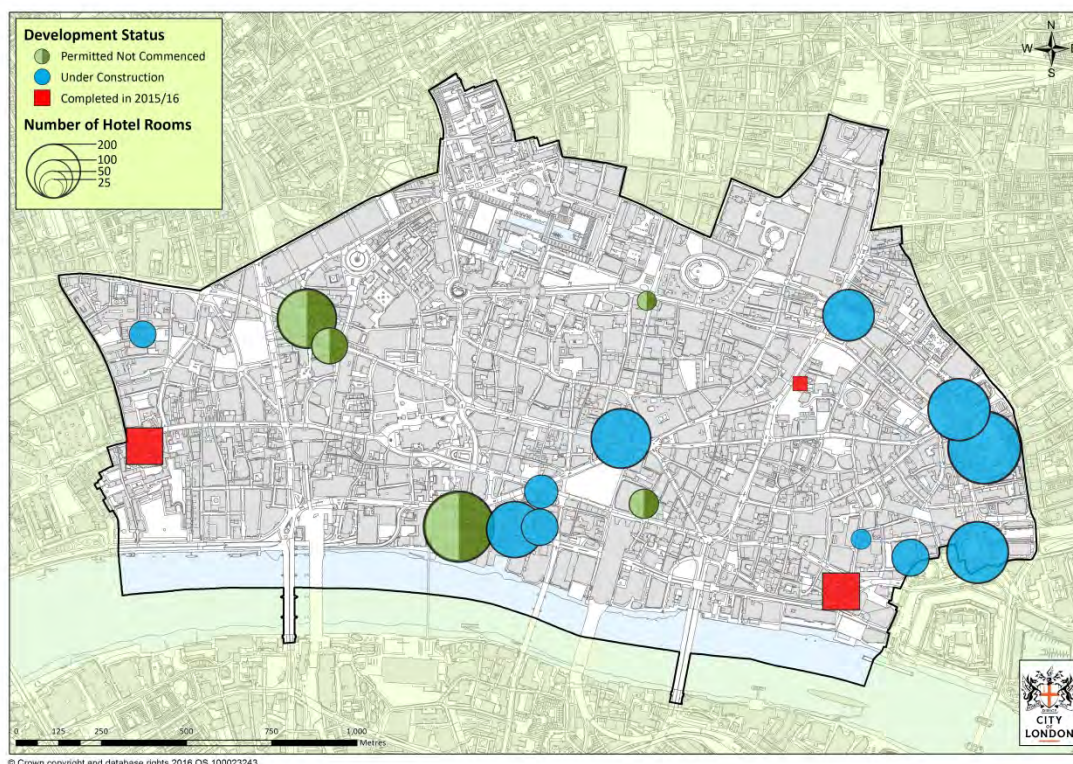 Development Status
Permitted Not Commenced
Under Construction
Completed in 2015/16
Number of Hotel Rooms
200
100
50
25
N
W E
S
0 125 250 500 750 1,000
Metres
CITY
OF
LONDON
© Crown copyright and database rights 2016 OS 100023243